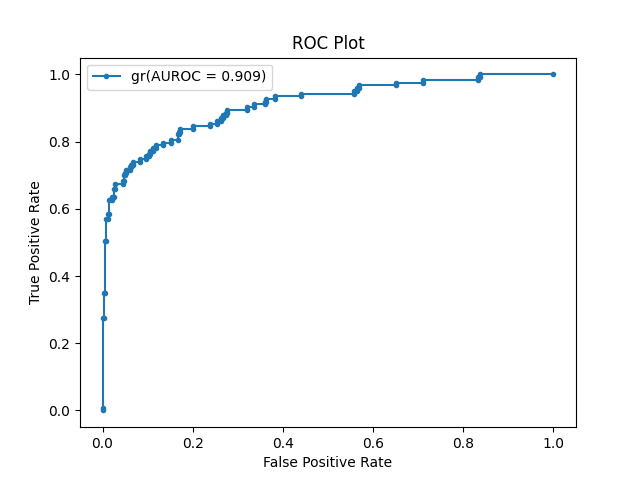 ROC Plot
gr(AUROC = 0.909)
1.0
0.8
0.6
0.4
0.2
0.0
True Positive Rate
0.0 0.2 0.4 0.6 0.8 1.0
False Positive Rate